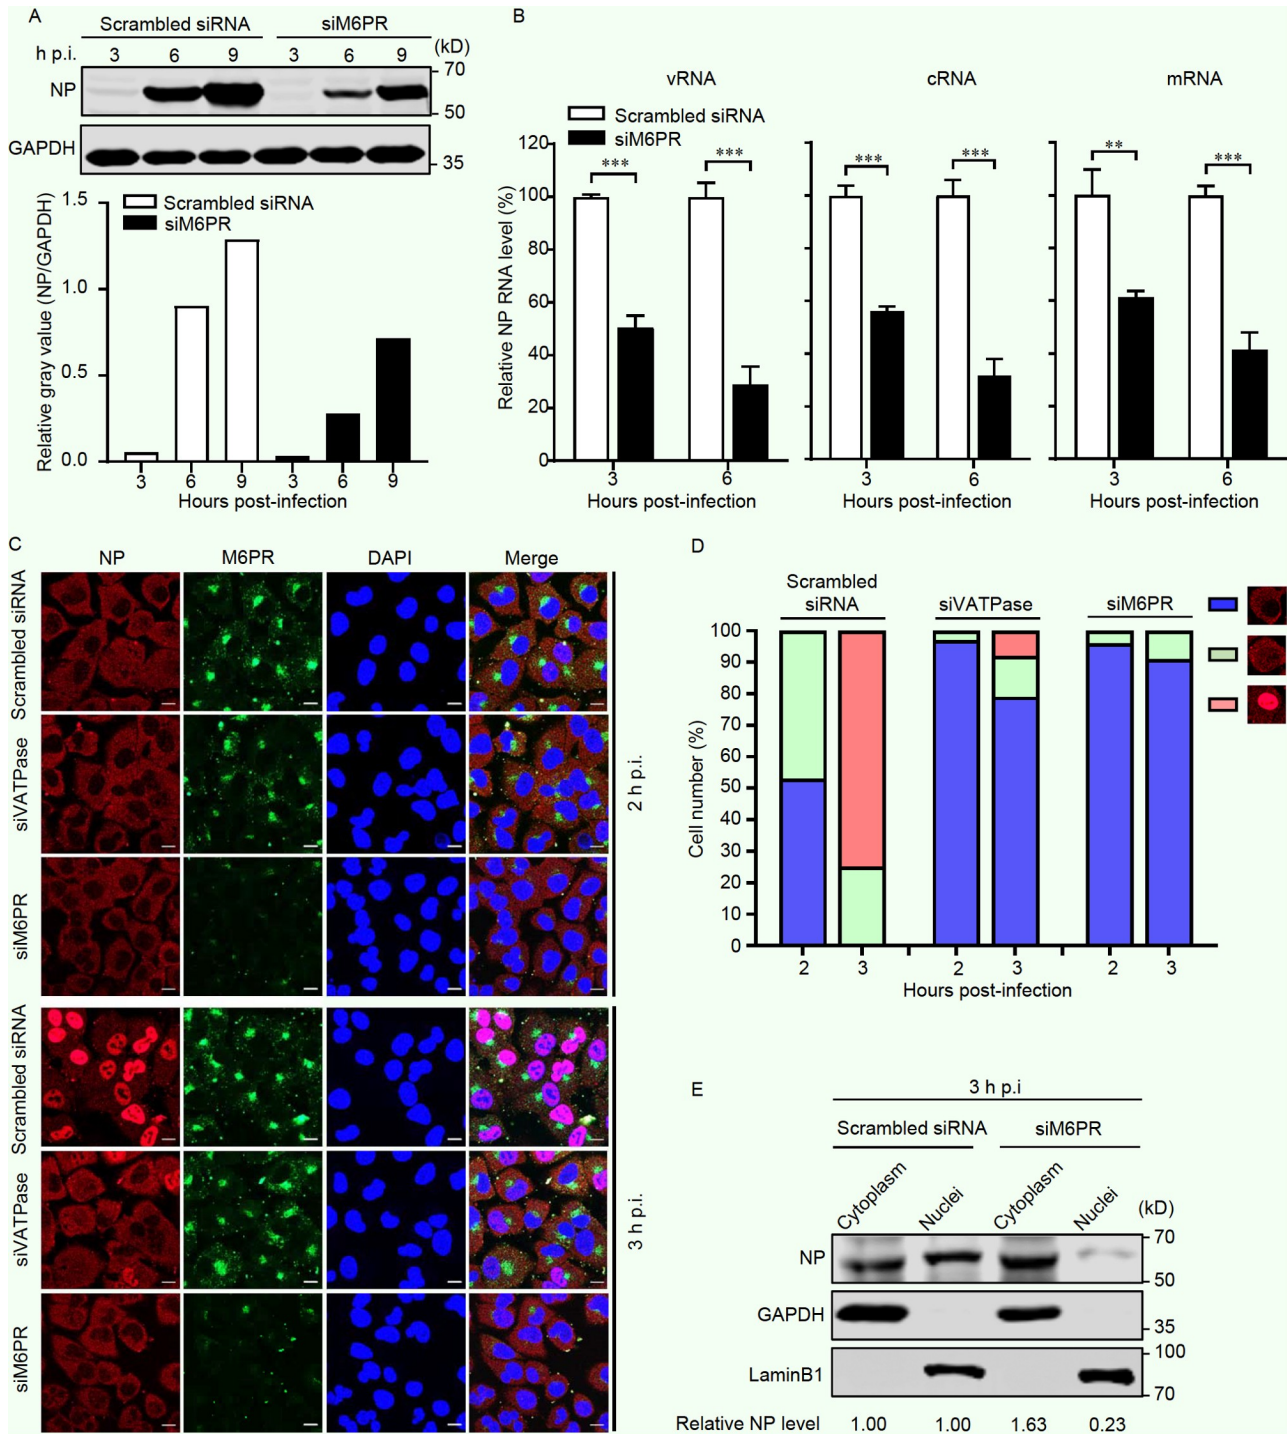 A
Scrambled siRNA siM6PR
h p.i. 3 6 9 3 6 9 (kD)
NP
70
50
GAPDH
35
Relative gray value (NP/GAPDH)
Scrambled siRNA
siM6PR
1.5
1.0
0.5
0.0
3 6 9 3 6 9
Hours post-infection
B
vRNA cRNA mRNA
Scrambled siRNA
siM6PR
Relative NP RNA level (%)
120
100
80
60
40
20
0
*** *** *** *** ** ***
3 6 3 6 3 6
Hours post-infection Hours post-infection Hours post-infection
C
NP M6PR DAPI Merge
Scrambled siRNA
siVATPase
siM6PR
2 h p.i.
Scrambled siRNA
siVATPase
siM6PR
3 h p.i.
D
Scrambled
siRNA siVATPase siM6PR
Cell number (%)
100
90
80
70
60
50
40
30
20
10
0
2 3 2 3 2 3
Hours post-infection
E
3 h p.i
Scrambled siRNA siM6PR
Cytoplasm Nuclei Cytoplasm Nuclei (kD)
NP
70
50
GAPDH
35
LaminB1
100
70
Relative NP level 1.00 1.00 1.63 0.23